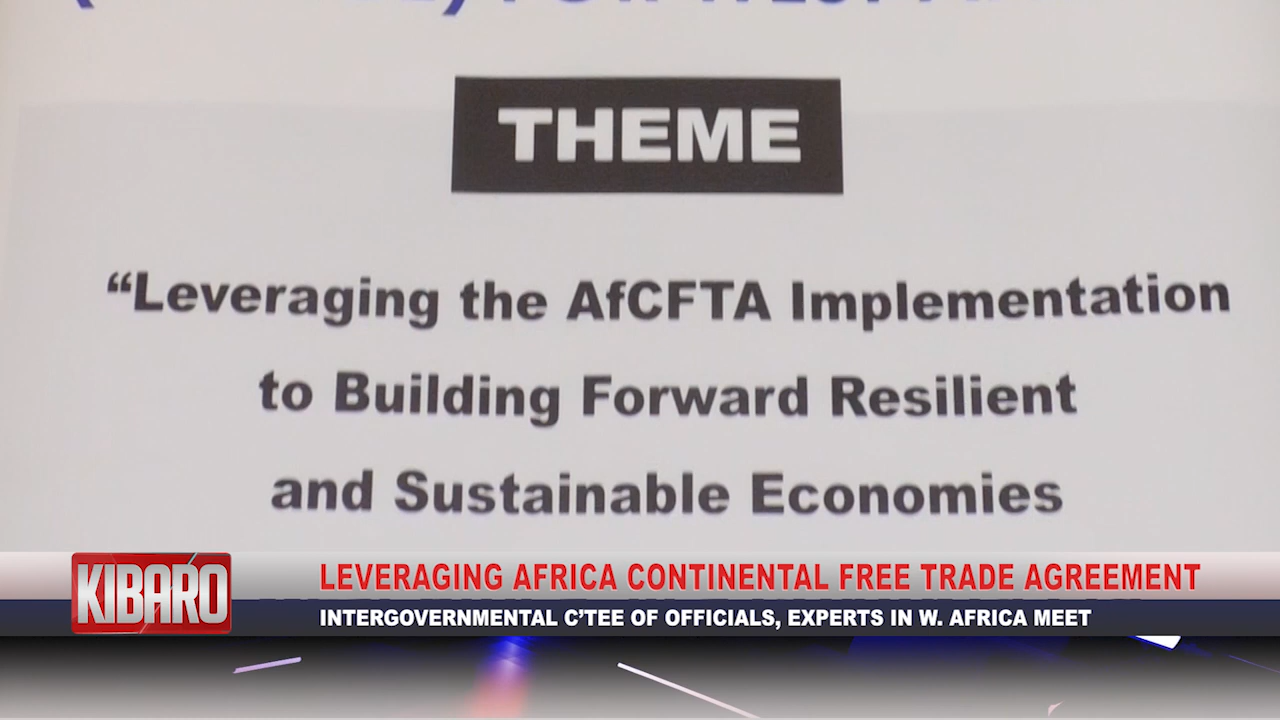 THEME
“Leveraging the AfCFTA Implementation
to Building Forward Resilient
and Sustainable Economies
KIBARO
LEVERAGING AFRICA CONTINENTAL FREE TRADE AGREEMENT
INTERGOVERNMENTAL C'TEE OF OFFICIALS, EXPERTS IN W. AFRICA MEET